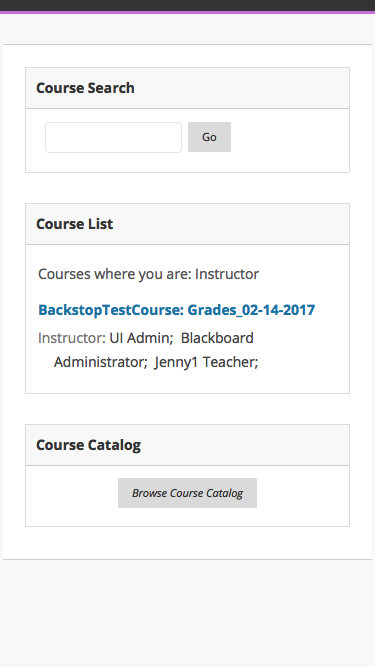 Course Search
Go
Course List
Courses where you are: Instructor
BackstopTestCourse: Grades_02-14-2017
Instructor: UI Admin;  Blackboard
Administrator;  Jenny1 Teacher;
Course Catalog
Browse Course Catalog